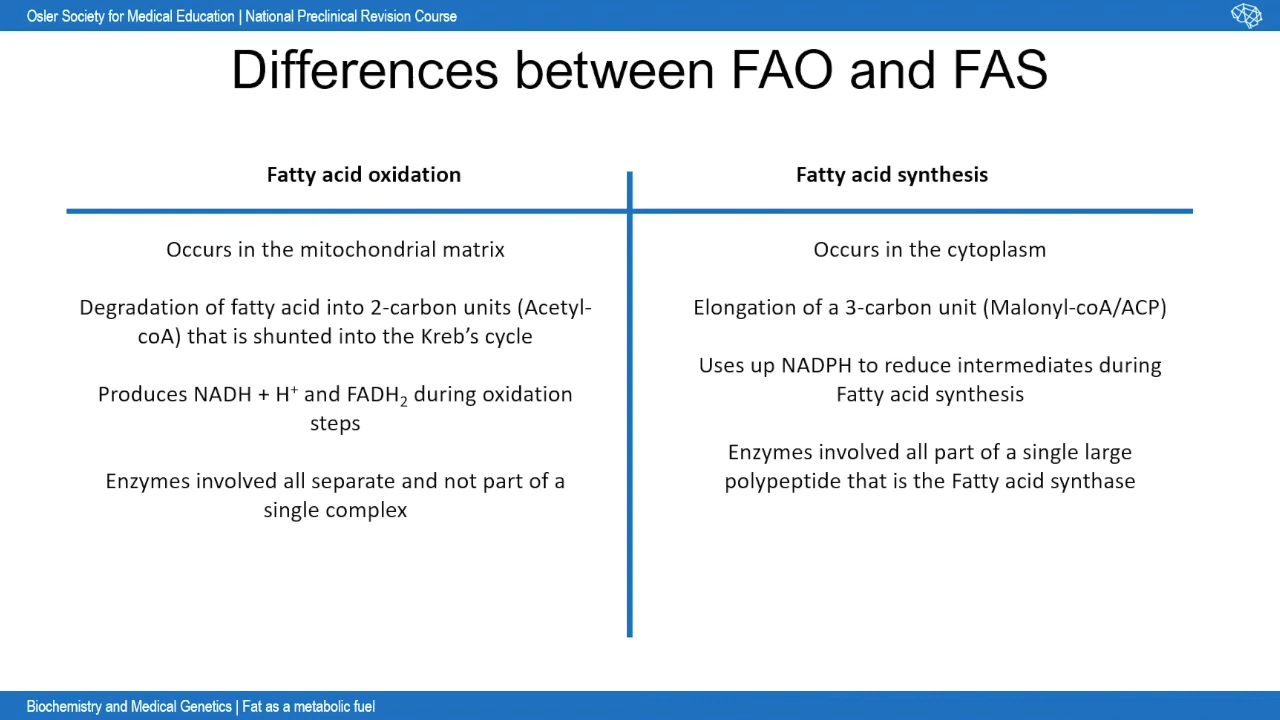 Osler Society for Medical Education | National Preclinical Revision Course
Differences between FAO and FAS
Fatty acid oxidation
Occurs in the mitochondrial matrix
Degradation of fatty acid into 2-carbon units (Acetyl-
coA) that is shunted into the Kreb’s cycle
Produces NADH + H⁺ and FADH₂ during oxidation
steps
Enzymes involved all separate and not part of a
single complex
Fatty acid synthesis
Occurs in the cytoplasm
Elongation of a 3-carbon unit (Malonyl-coA/ACP)
Uses up NADPH to reduce intermediates during
Fatty acid synthesis
Enzymes involved all part of a single large
polypeptide that is the Fatty acid synthase
Biochemistry and Medical Genetics | Fat as a metabolic fuel